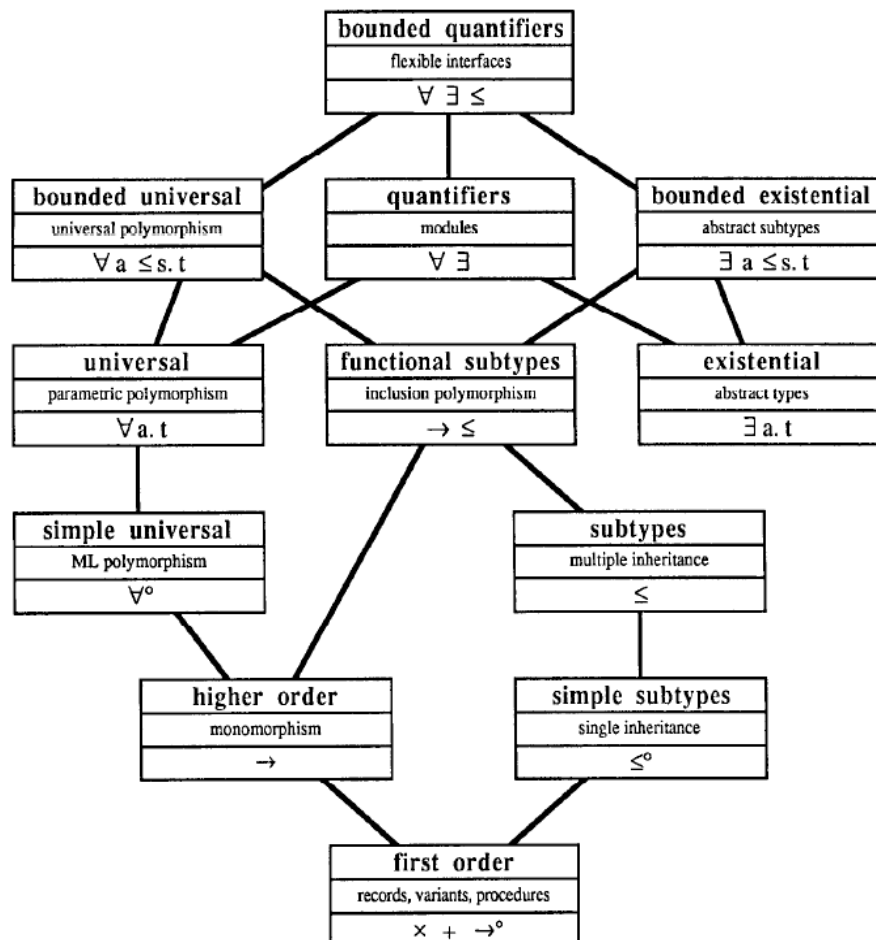 bounded quantifiers
flexible interfaces
∀ ∃ ≤
bounded universal
universal polymorphism
∀ a ≤ s. t
quantifiers
modules
∀ ∃
bounded existential
abstract subtypes
∃ a ≤ s. t
universal
parametric polymorphism
∀ a. t
functional subtypes
inclusion polymorphism
→ ≤
existential
abstract types
∃ a. t
simple universal
ML polymorphism
∀°
subtypes
multiple inheritance
≤
higher order
monomorphism
→
simple subtypes
single inheritance
≤°
first order
records, variants, procedures
× + →°